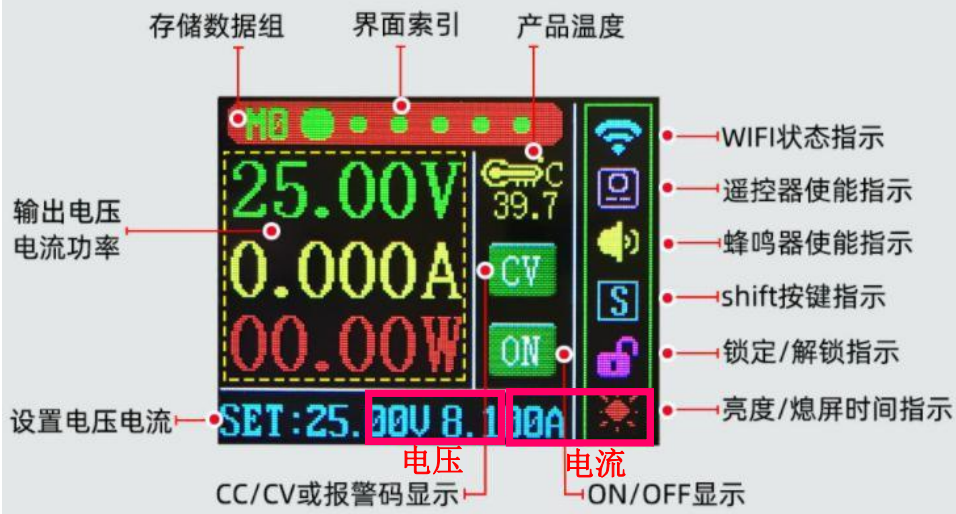 存储数据组
界面索引
产品温度
M0
25.00V
0.000A
00.00W
℃
39.7
CV
ON
S
SET:25.00V 8.100A
输出电压
电流功率
设置电压电流
WIFI状态指示
遥控器使能指示
蜂鸣器使能指示
shift按键指示
锁定/解锁指示
亮度/熄屏时间指示
电压
电流
CC/CV或报警码显示
ON/OFF显示